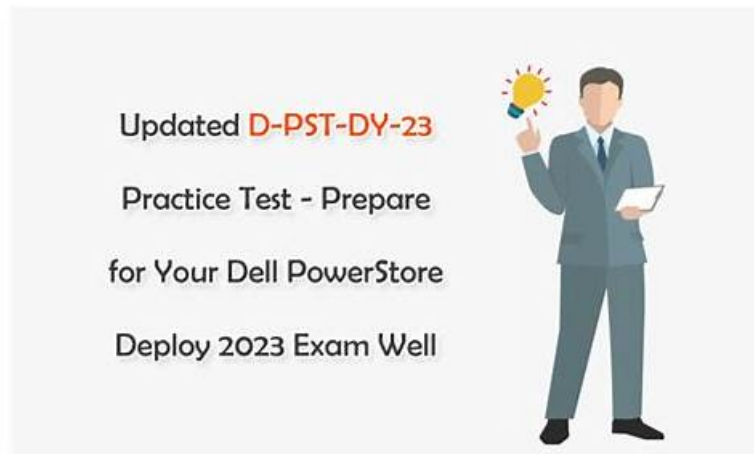 Updated D-PST-DY-23
Practice Test - Prepare
for Your Dell PowerStore
Deploy 2023 Exam Well